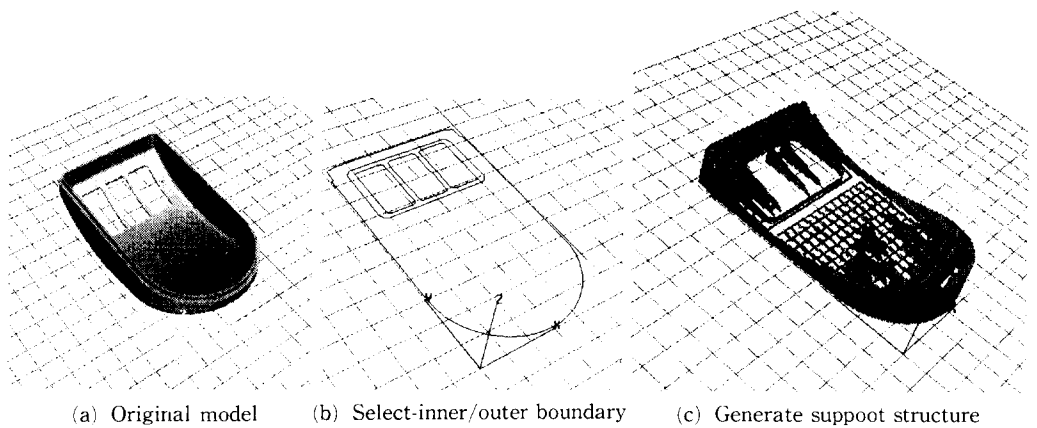 Z
(a) Original model
(b) Select-inner/outer boundary
(c) Generate suppoot structure